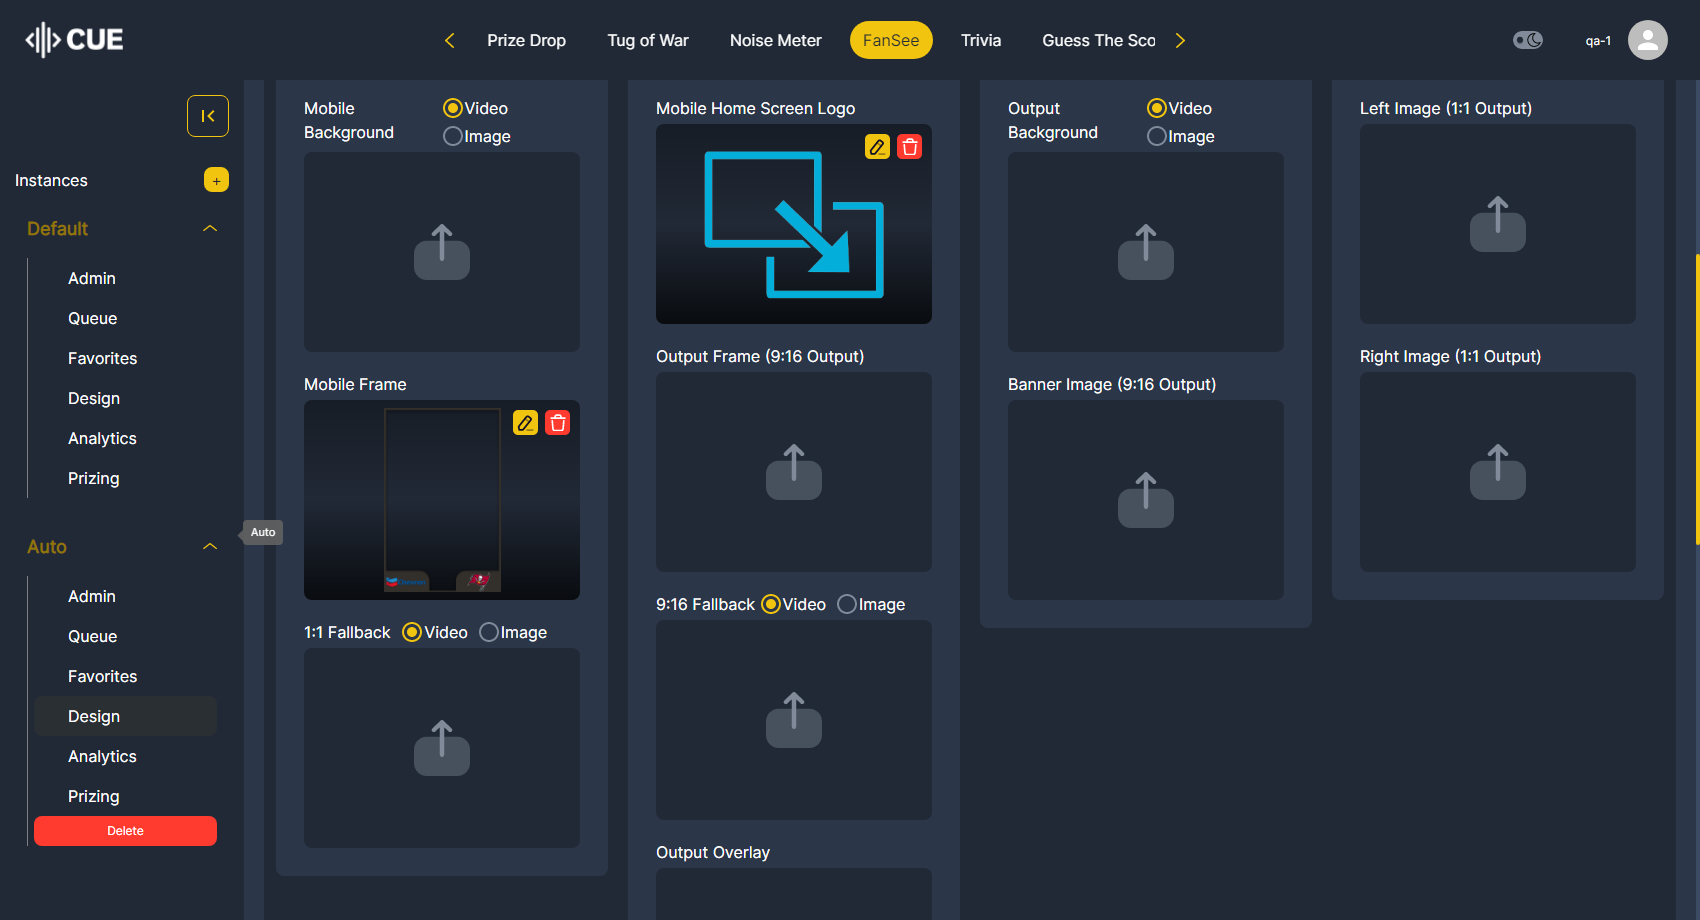 CUE
Prize Drop
Tug of War
Noise Meter
FanSee
Trivia
Guess The Sco
qa-1
Instances
+
Default
Admin
Queue
Favorites
Design
Analytics
Prizing
Auto
Auto
Admin
Queue
Favorites
Design
Analytics
Prizing
Delete
Mobile
Background
Video
Image
Mobile Frame
1:1 Fallback
Video
Image
Mobile Home Screen Logo
Output Frame (9:16 Output)
9:16 Fallback
Video
Image
Output Overlay
Output
Background
Video
Image
Banner Image (9:16 Output)
Left Image (1:1 Output)
Right Image (1:1 Output)